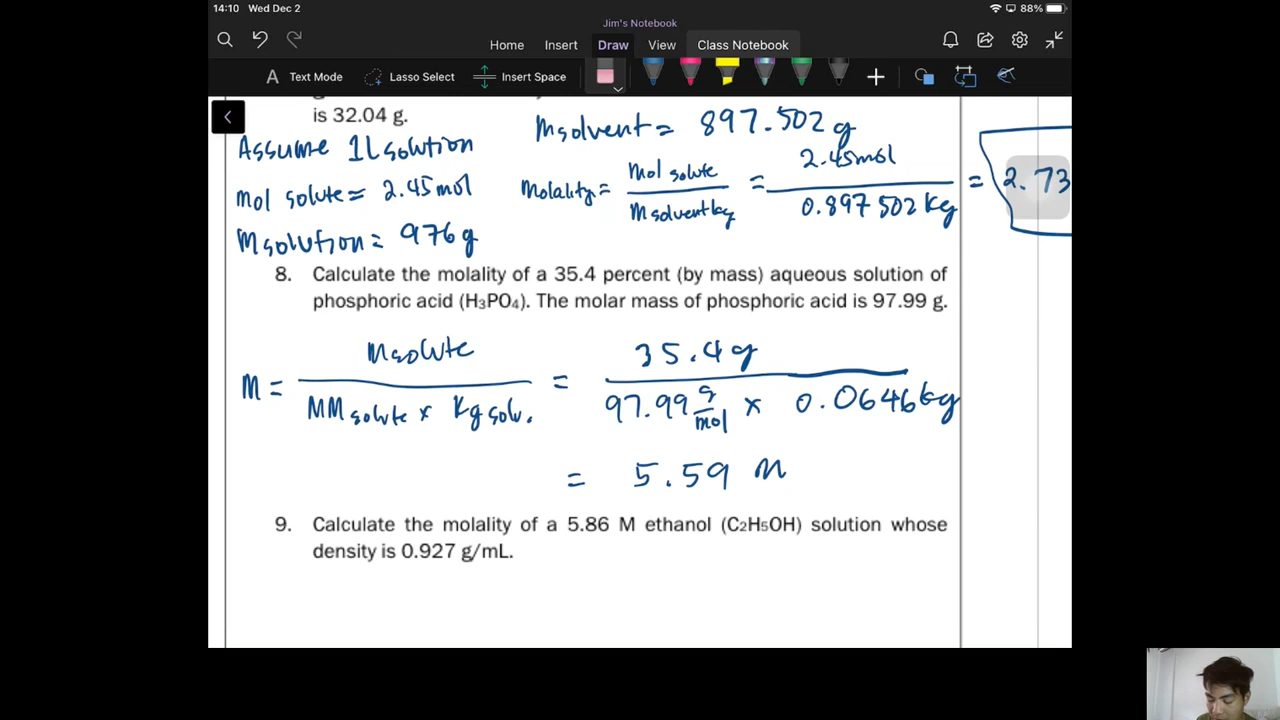 14:10 Wed Dec 2
88%
Jim's Notebook
Home Insert Draw View Class Notebook
Text Mode Lasso Select Insert Space
is 32.04 g.
Assume 1L solution
mol solute = 2.45 mol
Msolution = 976 g
Msolvent = 897.502 g
Molality = mol solute / Msolvent kg = 2.45 mol / 0.897502 kg = 2.73
8. Calculate the molality of a 35.4 percent (by mass) aqueous solution of
phosphoric acid (H₃PO₄). The molar mass of phosphoric acid is 97.99 g.
M = Msolute / MM solute x Kg solv. = 35.4 g / 97.99 g/mol x 0.0646 kg
= 5.59 m
9. Calculate the molality of a 5.86 M ethanol (C₂H₅OH) solution whose
density is 0.927 g/mL.